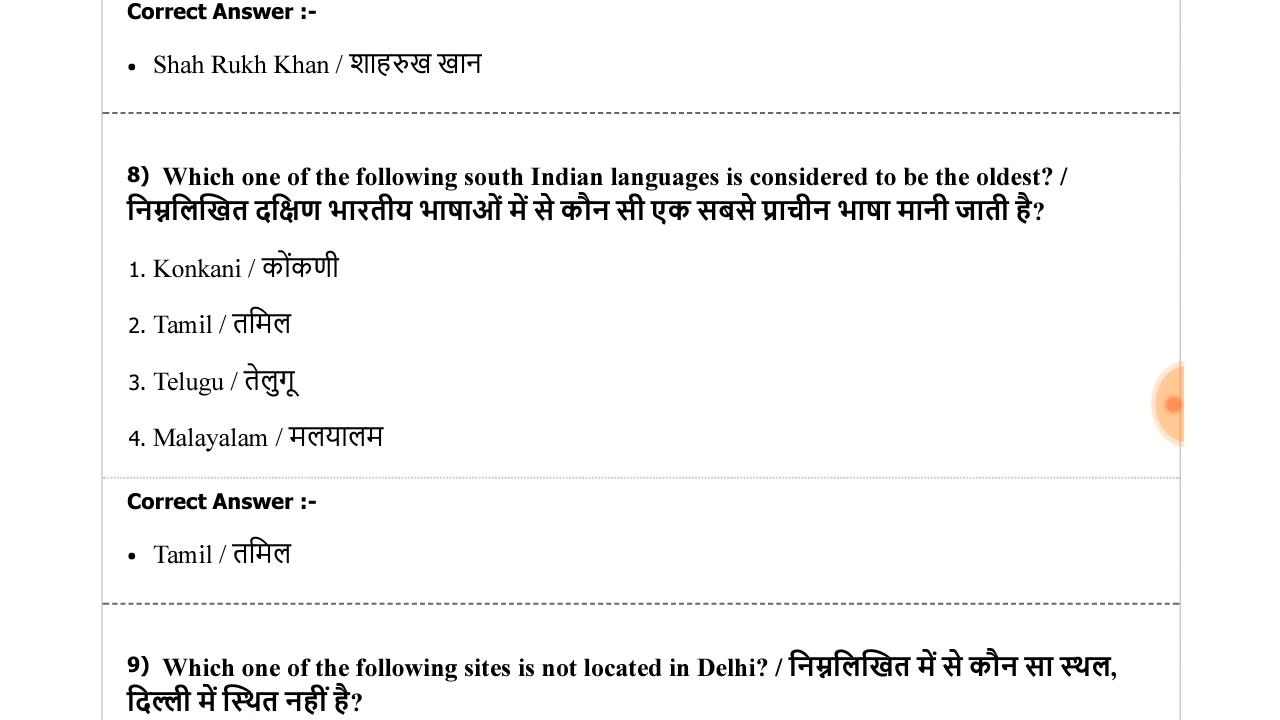 Correct Answer :-
• Shah Rukh Khan / शाहरुख खान
8) Which one of the following south Indian languages is considered to be the oldest? /
निम्नलिखित दक्षिण भारतीय भाषाओं में से कौन सी एक सबसे प्राचीन भाषा मानी जाती है?
1. Konkani / कोंकणी
2. Tamil / तमिल
3. Telugu / तेलुगू
4. Malayalam / मलयालम
Correct Answer :-
• Tamil / तमिल
9) Which one of the following sites is not located in Delhi? / निम्नलिखित में से कौन सा स्थल,
दिल्ली में स्थित नहीं है?